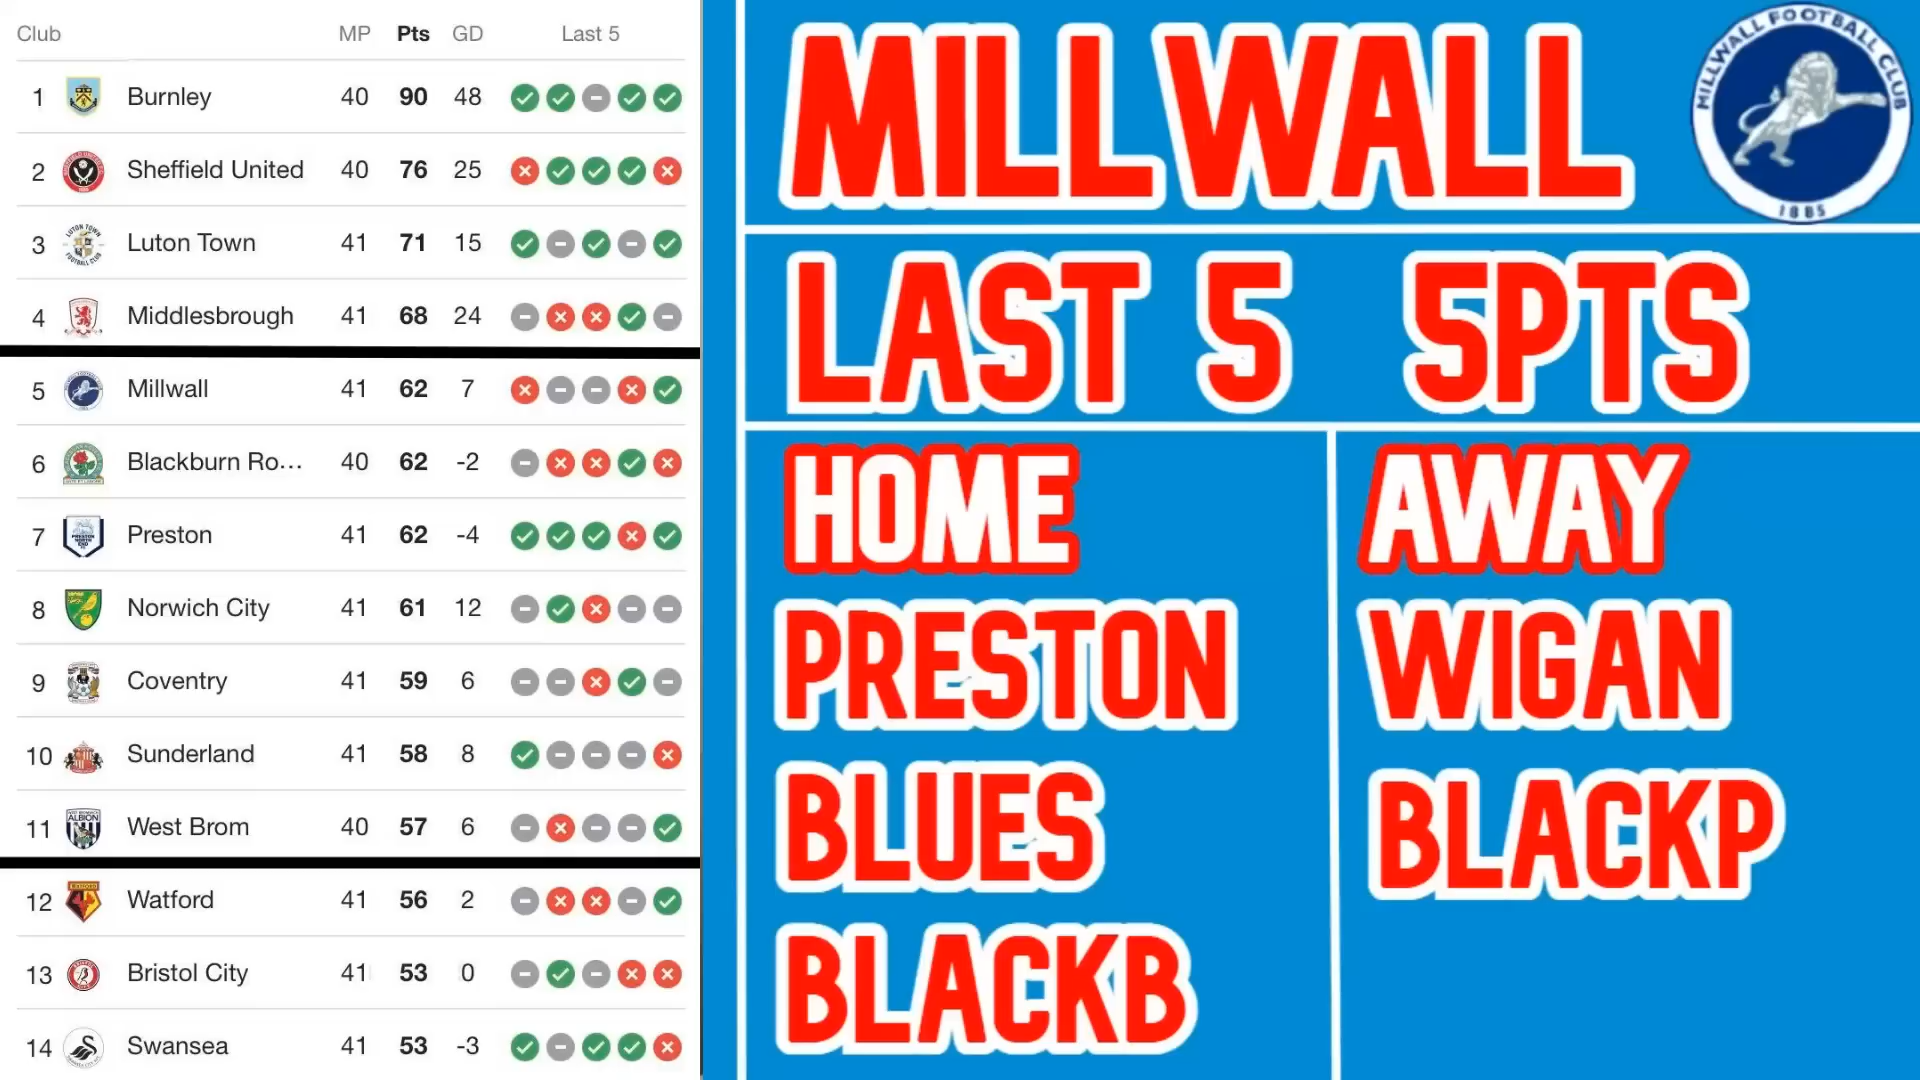 Club MP Pts GD Last 5
1 Burnley 40 90 48
2 Sheffield United 40 76 25
3 Luton Town 41 71 15
4 Middlesbrough 41 68 24
5 Millwall 41 62 7
6 Blackburn Ro... 40 62 -2
7 Preston 41 62 -4
8 Norwich City 41 61 12
9 Coventry 41 59 6
10 Sunderland 41 58 8
11 West Brom 40 57 6
12 Watford 41 56 2
13 Bristol City 41 53 0
14 Swansea 41 53 -3
MILLWALL
MILLWALL FOOTBALL CLUB
1885
LAST 5 5PTS
HOME
PRESTON
BLUES
BLACKB
AWAY
WIGAN
BLACKP